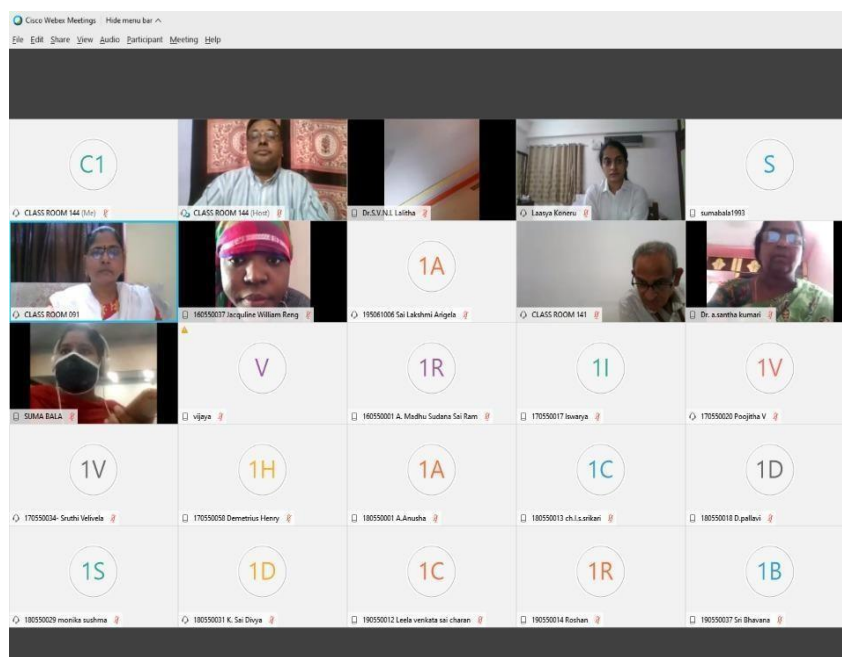 Cisco Webex Meetings Hide menu bar
File Edit Share View Audio Participant Meeting Help
C1
S
CLASS ROOM 144 (Me)
CLASS ROOM 144 (Host)
Dr.S.V.N.L Lalitha
Laasya Koneru
sumabala1993
1A
CLASS ROOM 091
160550037 Jacquline William Reng
195061006 Sai Lakshmi Arigela
CLASS ROOM 141
Dr. a.santha kumari
V
1R
1I
1V
SUMA BALA
vijaya
160550001 A. Madhu Sudana Sai Ram
170550017 Iswarya
170550020 Poojitha V
1V
1H
1A
1C
1D
170550034- Sruthi Velivela
170550058 Demetrius Henry
180550001 A.Anusha
180550013 ch.l.s.srikari
180550018 D.pallavi
1S
1D
1C
1R
1B
180550029 monika sushma
180550031 K. Sai Divya
190550012 Leela venkata sai charan
190550014 Roshan
190550037 Sri Bhavana